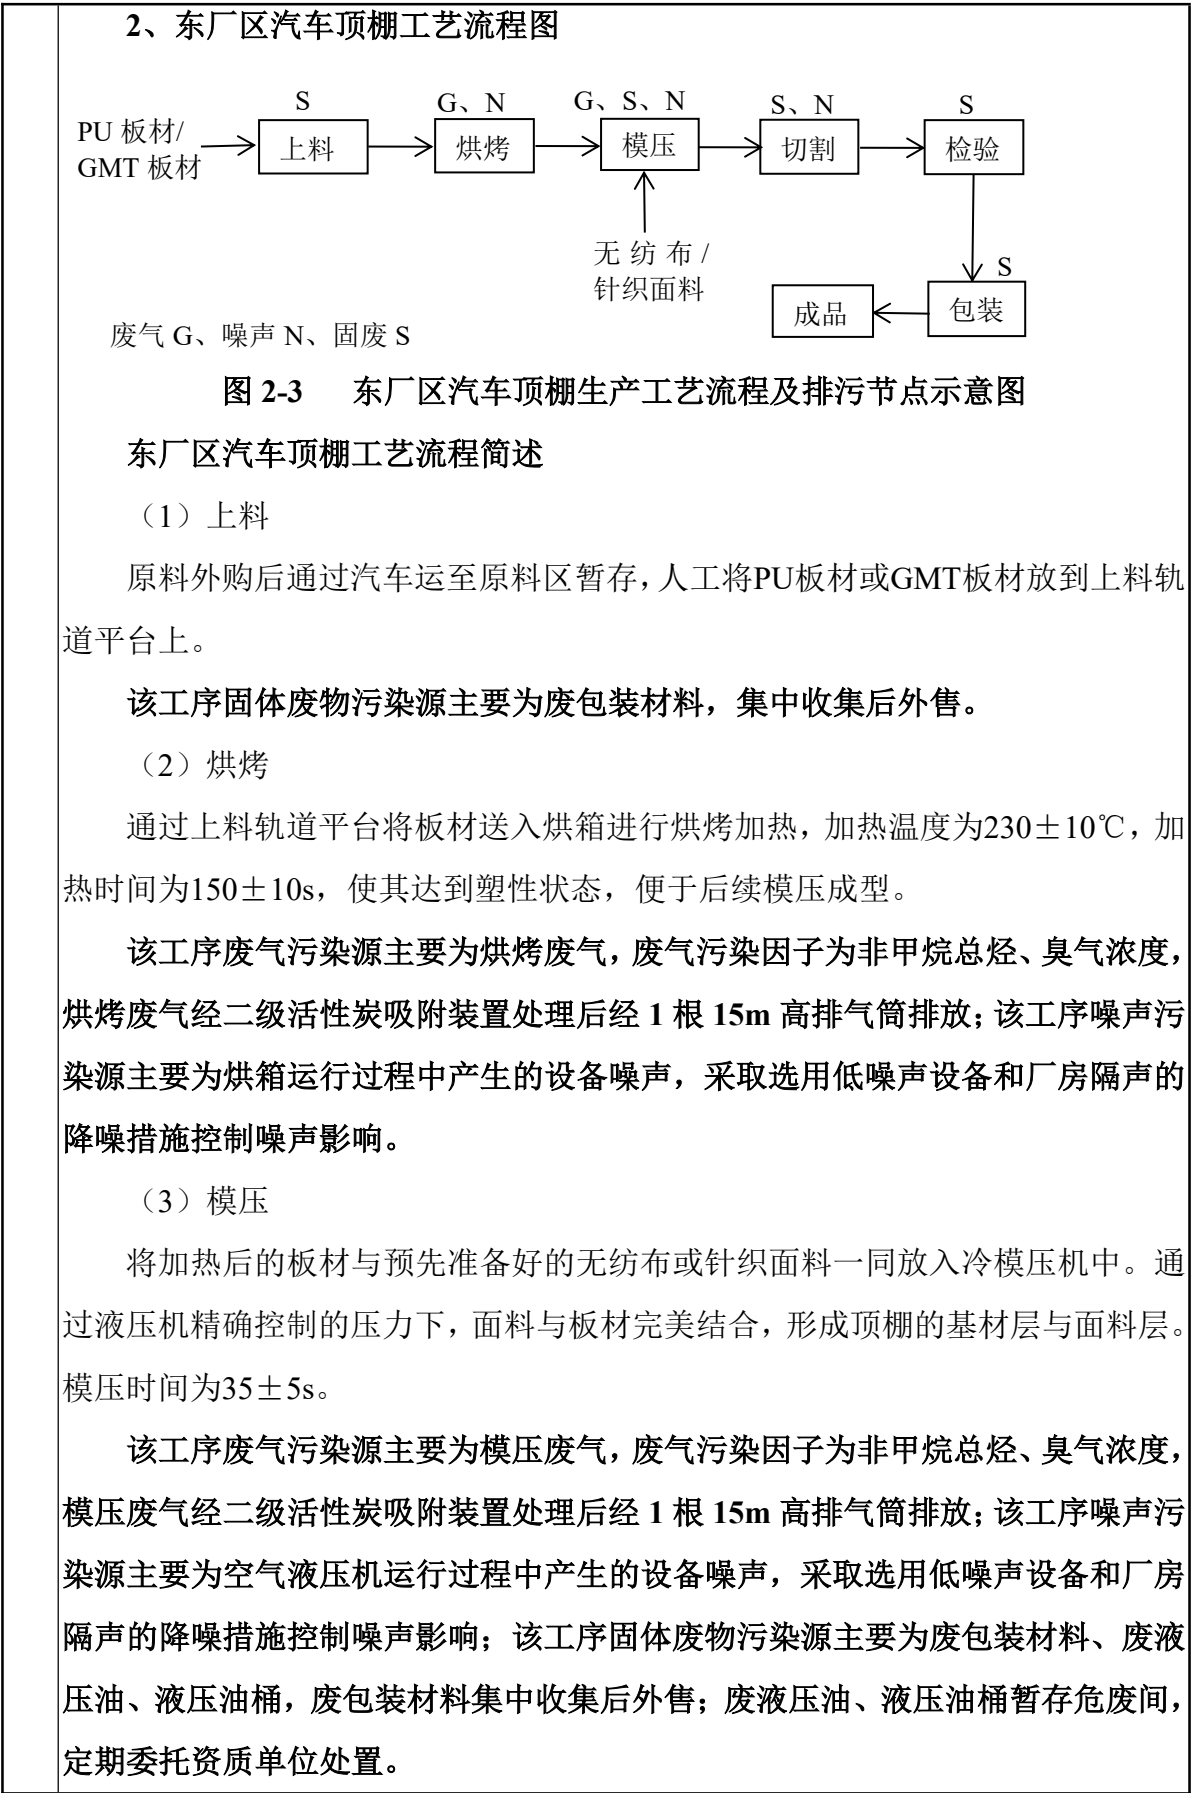 2、东厂区汽车顶棚工艺流程图
S
G、N
G、S、N
S、N
S
PU 板材/
GMT 板材
上料
烘烤
模压
切割
检验
无纺布/
针织面料
S
成品
包装
废气 G、噪声 N、固废 S
图 2-3 东厂区汽车顶棚生产工艺流程及排污节点示意图
东厂区汽车顶棚工艺流程简述
（1）上料
原料外购后通过汽车运至原料区暂存，人工将PU板材或GMT板材放到上料轨
道平台上。
该工序固体废物污染源主要为废包装材料，集中收集后外售。
（2）烘烤
通过上料轨道平台将板材送入烘箱进行烘烤加热，加热温度为230±10℃，加
热时间为150±10s，使其达到塑性状态，便于后续模压成型。
该工序废气污染源主要为烘烤废气，废气污染因子为非甲烷总烃、臭气浓度，
烘烤废气经二级活性炭吸附装置处理后经 1 根 15m 高排气筒排放；该工序噪声污
染源主要为烘箱运行过程中产生的设备噪声，采取选用低噪声设备和厂房隔声的
降噪措施控制噪声影响。
（3）模压
将加热后的板材与预先准备好的无纺布或针织面料一同放入冷模压机中。通
过液压机精确控制的压力下，面料与板材完美结合，形成顶棚的基材层与面料层。
模压时间为35±5s。
该工序废气污染源主要为模压废气，废气污染因子为非甲烷总烃、臭气浓度，
模压废气经二级活性炭吸附装置处理后经 1 根 15m 高排气筒排放；该工序噪声污
染源主要为空气液压机运行过程中产生的设备噪声，采取选用低噪声设备和厂房
隔声的降噪措施控制噪声影响；该工序固体废物污染源主要为废包装材料、废液
压油、液压油桶，废包装材料集中收集后外售；废液压油、液压油桶暂存危废间，
定期委托资质单位处置。